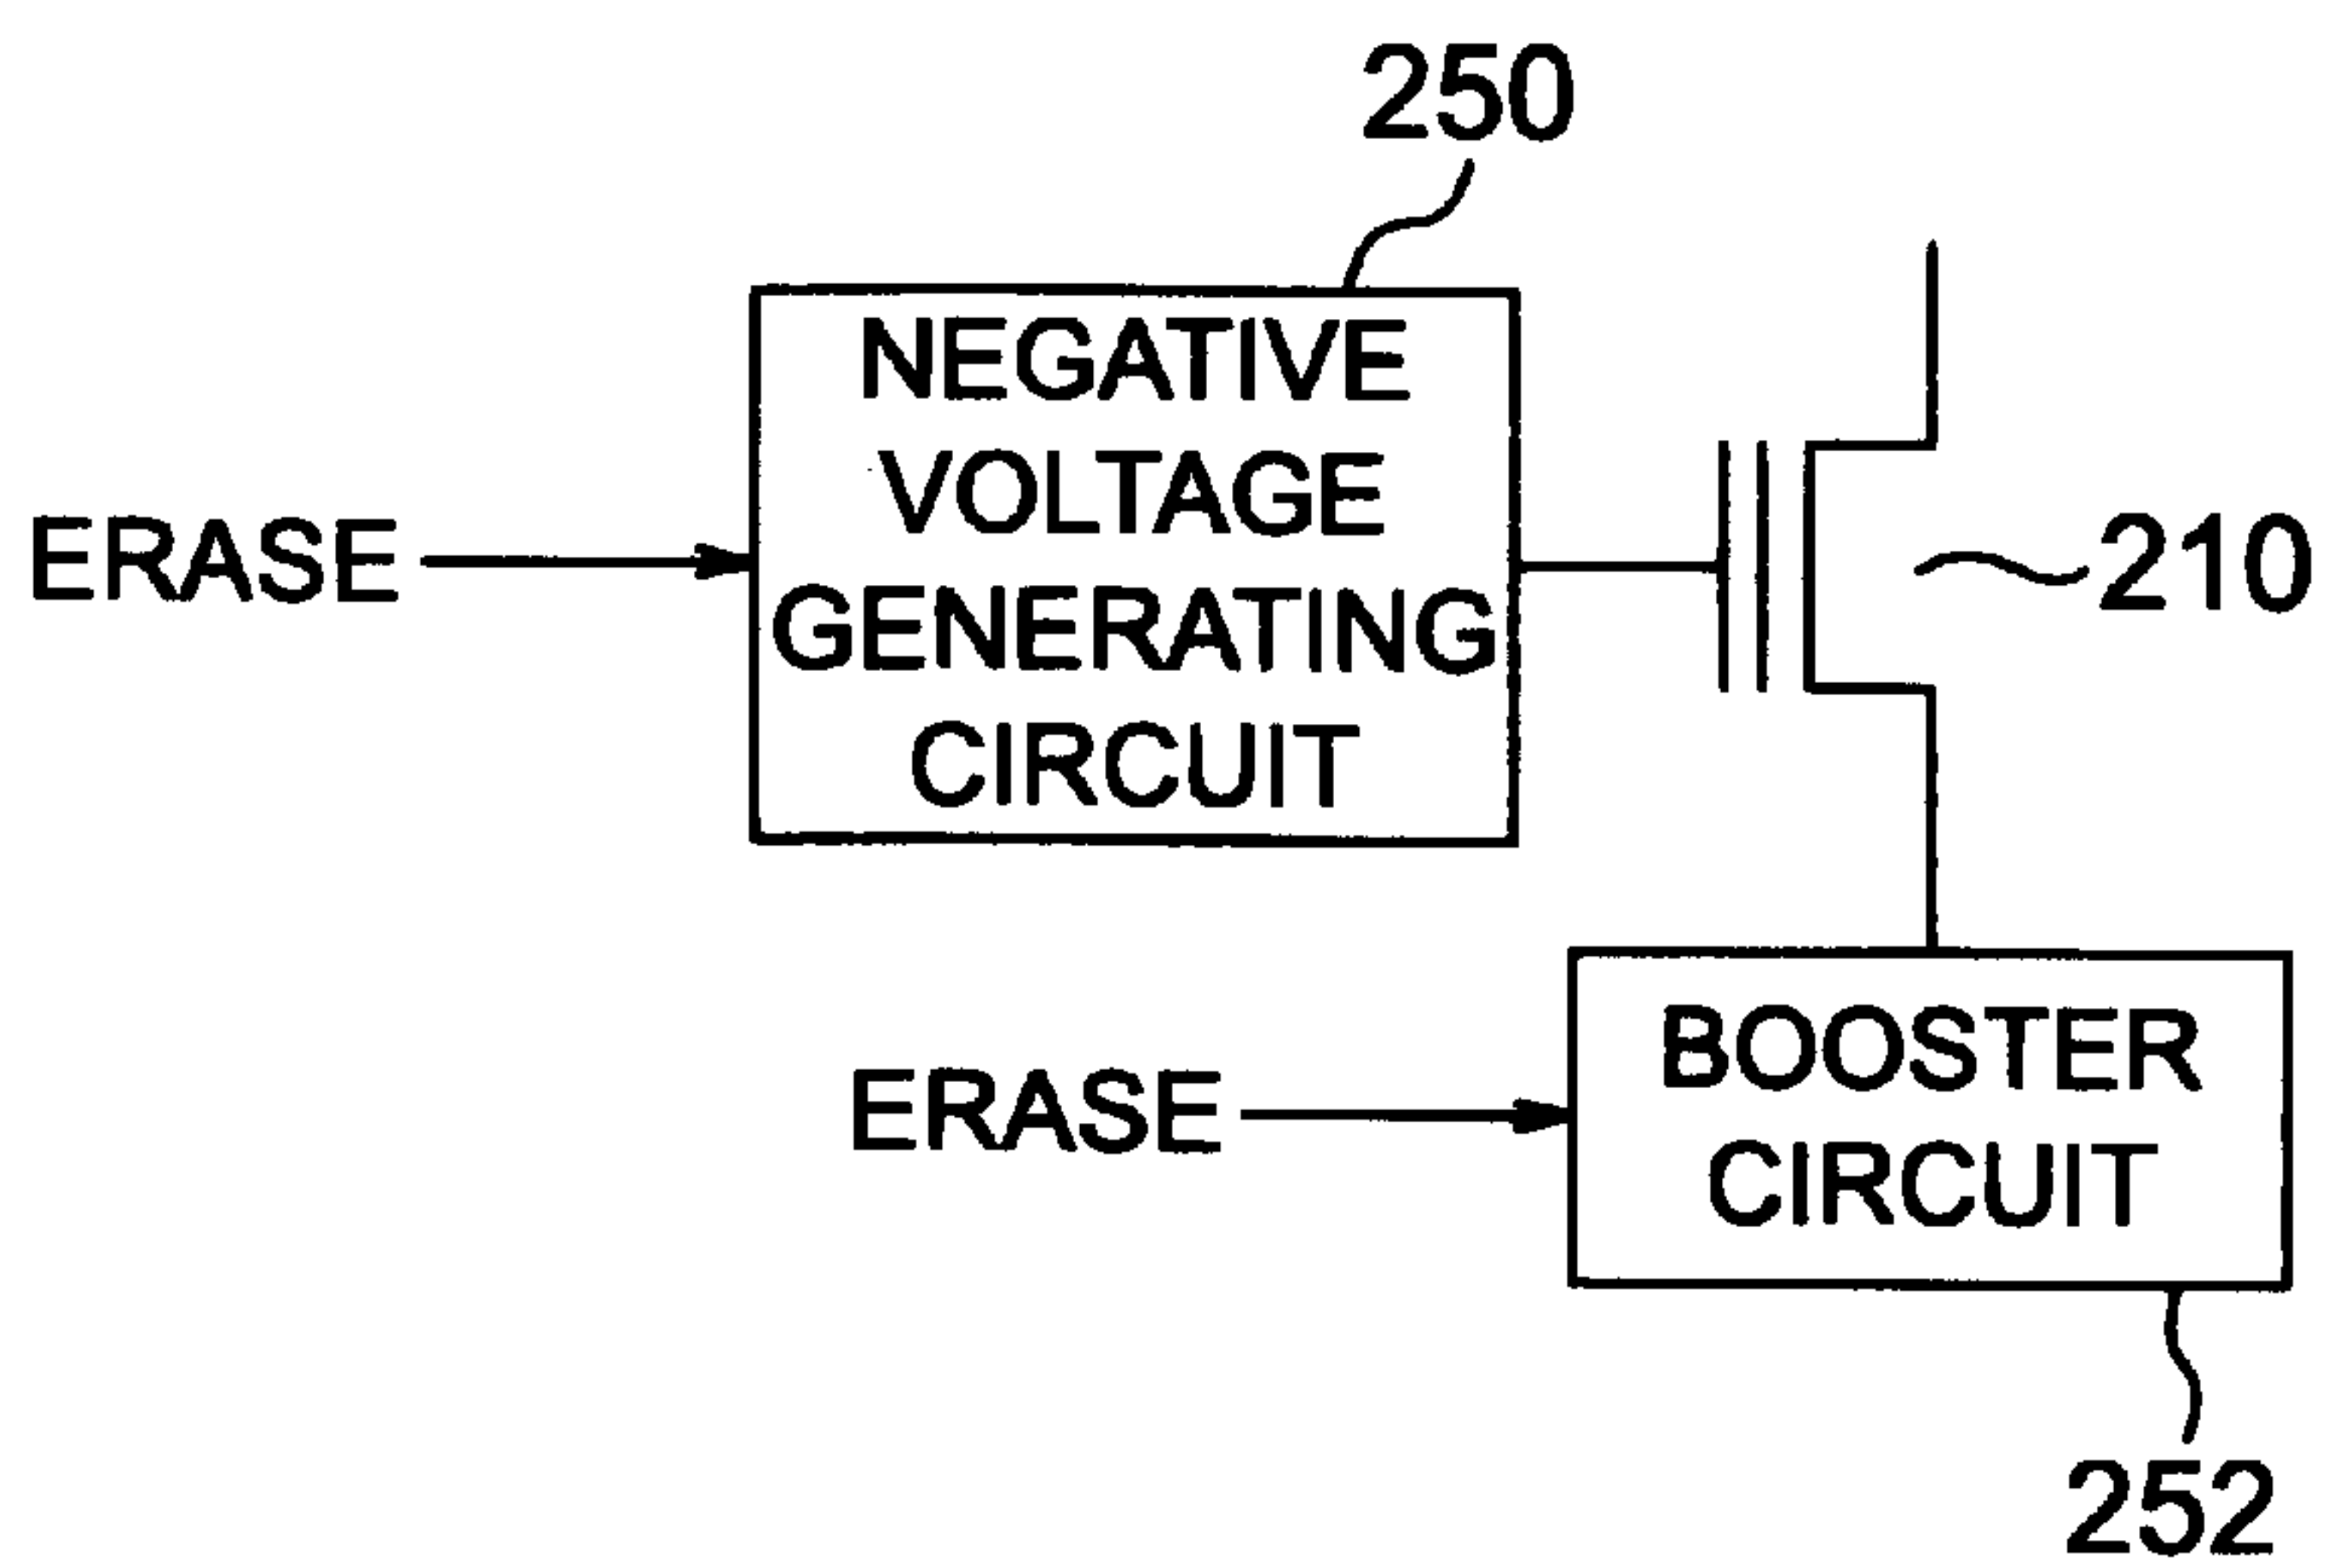 250
NEGATIVE
VOLTAGE
GENERATING
CIRCUIT
ERASE
210
BOOSTER
CIRCUIT
ERASE
252